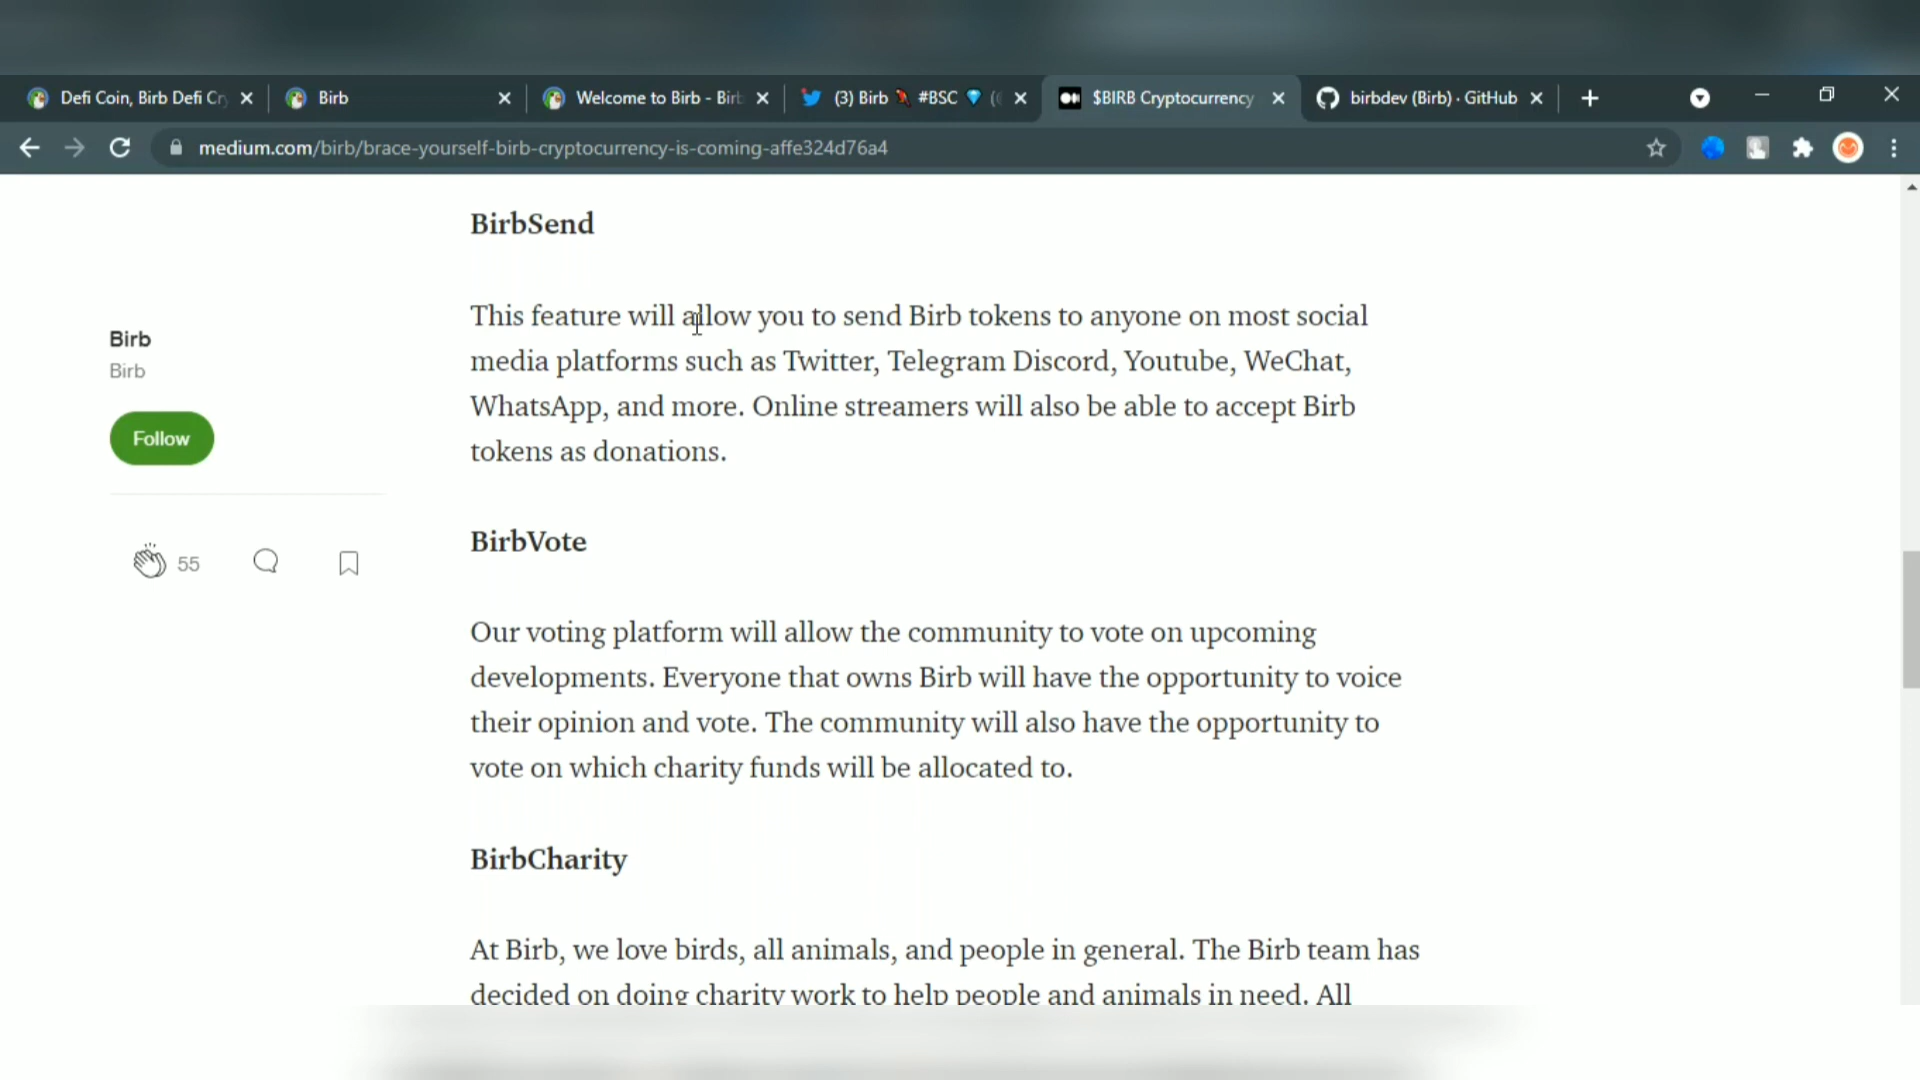 Defi Coin, Birb Defi Cr
Birb
Welcome to Birb - Birb
(3) Birb #BSC
$BIRB Cryptocurrency
birbdev (Birb) · GitHub
medium.com/birb/brace-yourself-birb-cryptocurrency-is-coming-affe324d76a4
BirbSend
This feature will allow you to send Birb tokens to anyone on most social
media platforms such as Twitter, Telegram Discord, Youtube, WeChat,
WhatsApp, and more. Online streamers will also be able to accept Birb
tokens as donations.
Birb
Birb
Follow
55
BirbVote
Our voting platform will allow the community to vote on upcoming
developments. Everyone that owns Birb will have the opportunity to voice
their opinion and vote. The community will also have the opportunity to
vote on which charity funds will be allocated to.
BirbCharity
At Birb, we love birds, all animals, and people in general. The Birb team has
decided on doing charity work to help people and animals in need. All